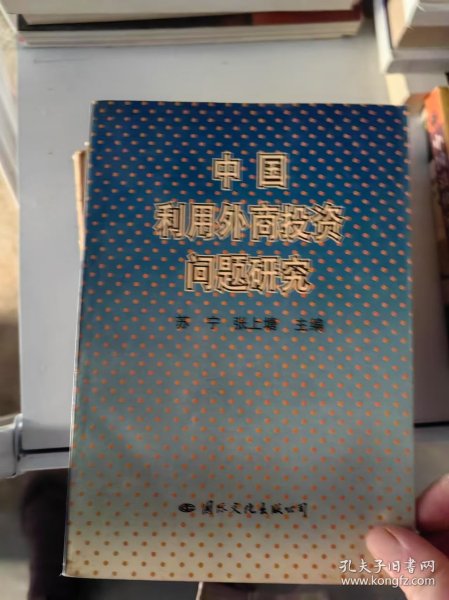 中国
利用外商投资
问题研究
苏宁 张上塘 主编
国际文化出版公司
孔夫子旧书网
www.kongfz.com